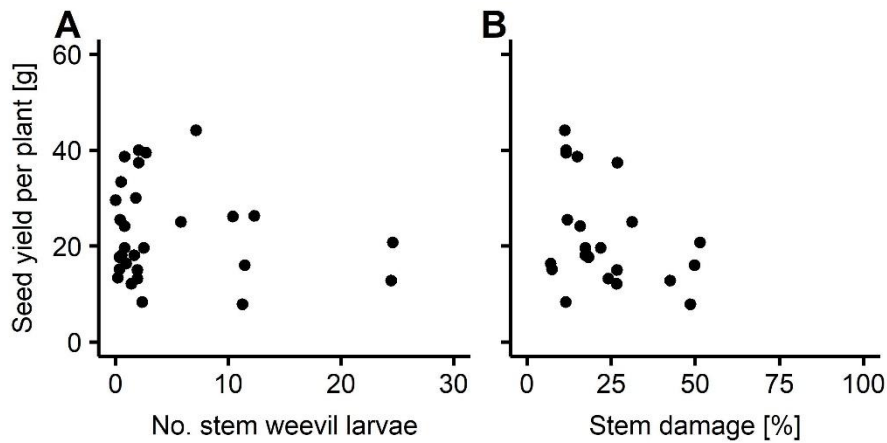 A
B
Seed yield per plant [g]
60
40
20
0
0 10 20 30
0 25 50 75 100
No. stem weevil larvae
Stem damage [%]